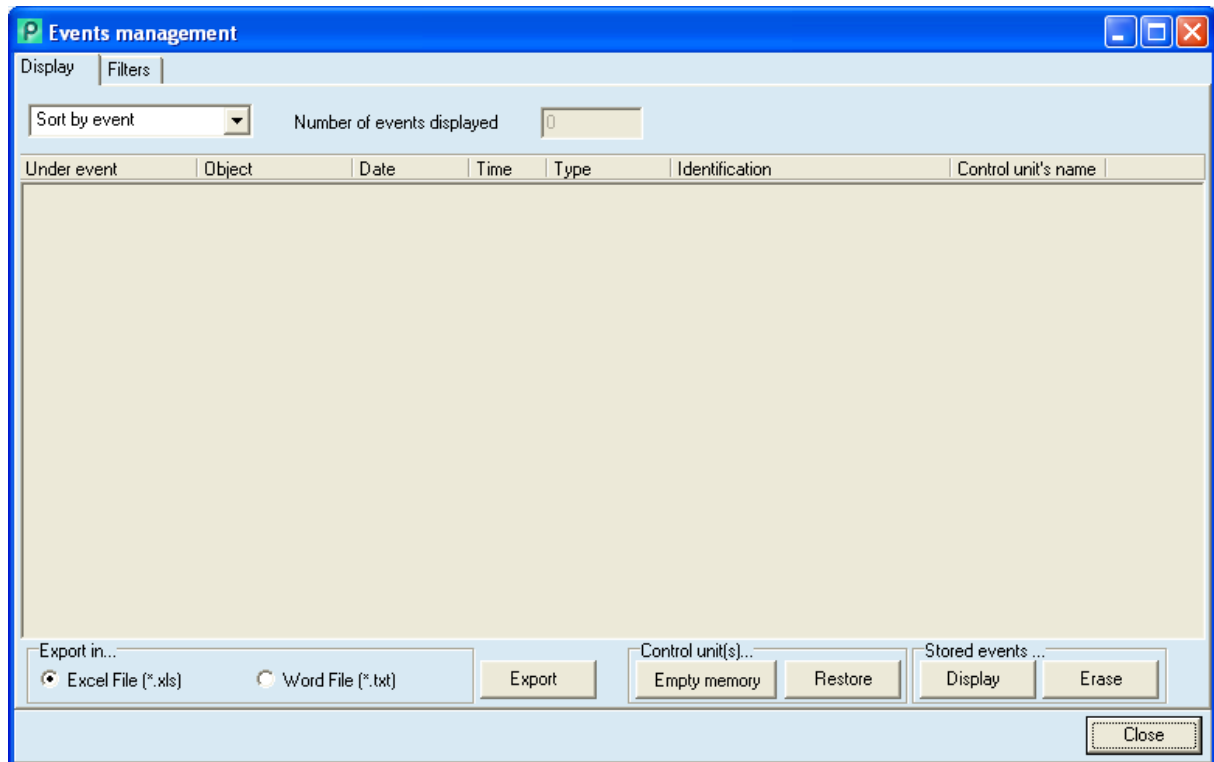 P Events management
Display Filters
Sort by event Number of events displayed 0
Under event Object Date Time Type Identification Control unit's name
Export in... Control unit(s)... Stored events ...
Excel File (*.xls) Word File (*.txt) Export Empty memory Restore Display Erase
Close